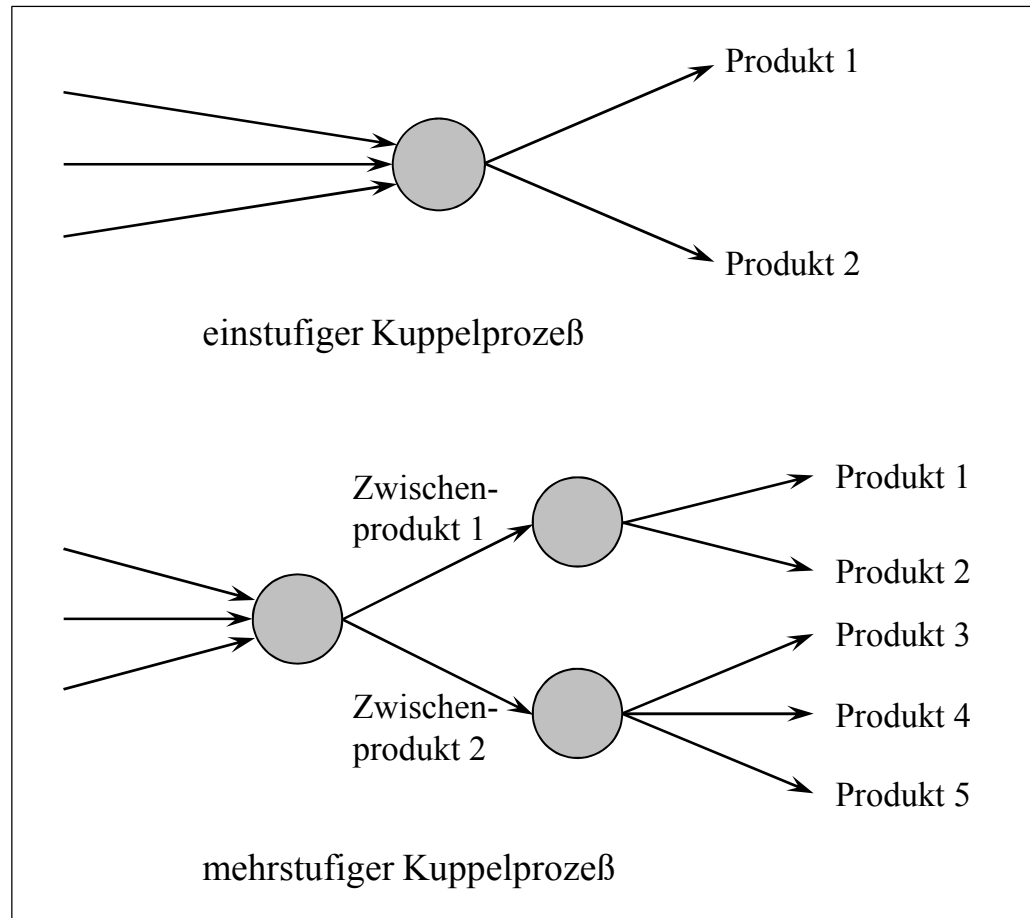 Produkt 1
Produkt 2
einstufiger Kuppelprozeß
Zwischen-
produkt 1
Produkt 1
Produkt 2
Produkt 3
Zwischen-
produkt 2
Produkt 4
Produkt 5
mehrstufiger Kuppelprozeß